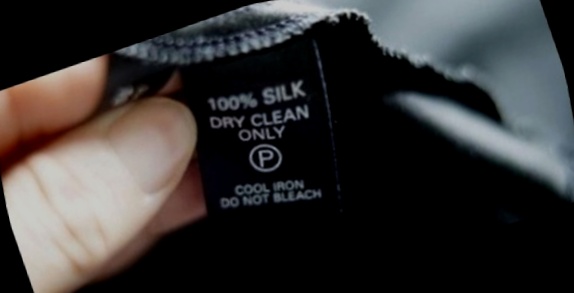 100% SILK
DRY CLEAN
ONLY
P
COOL IRON
DO NOT BLEACH